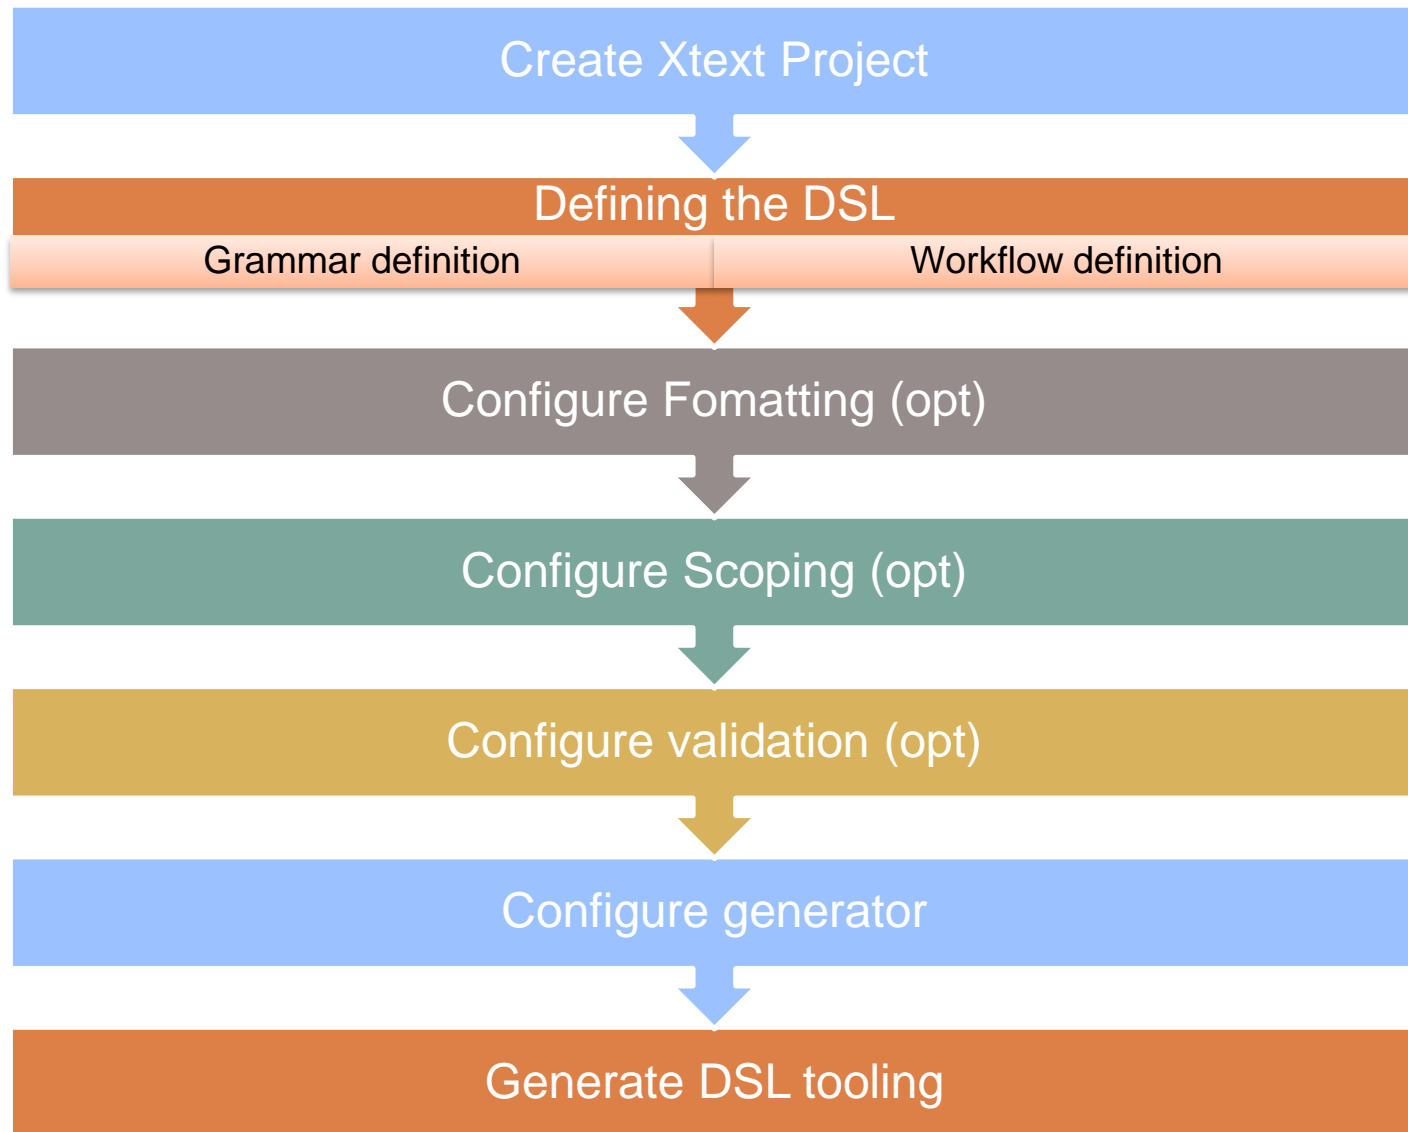 Create Xtext Project
Defining the DSL
Grammar definition
Workflow definition
Configure Fomatting (opt)
Configure Scoping (opt)
Configure validation (opt)
Configure generator
Generate DSL tooling